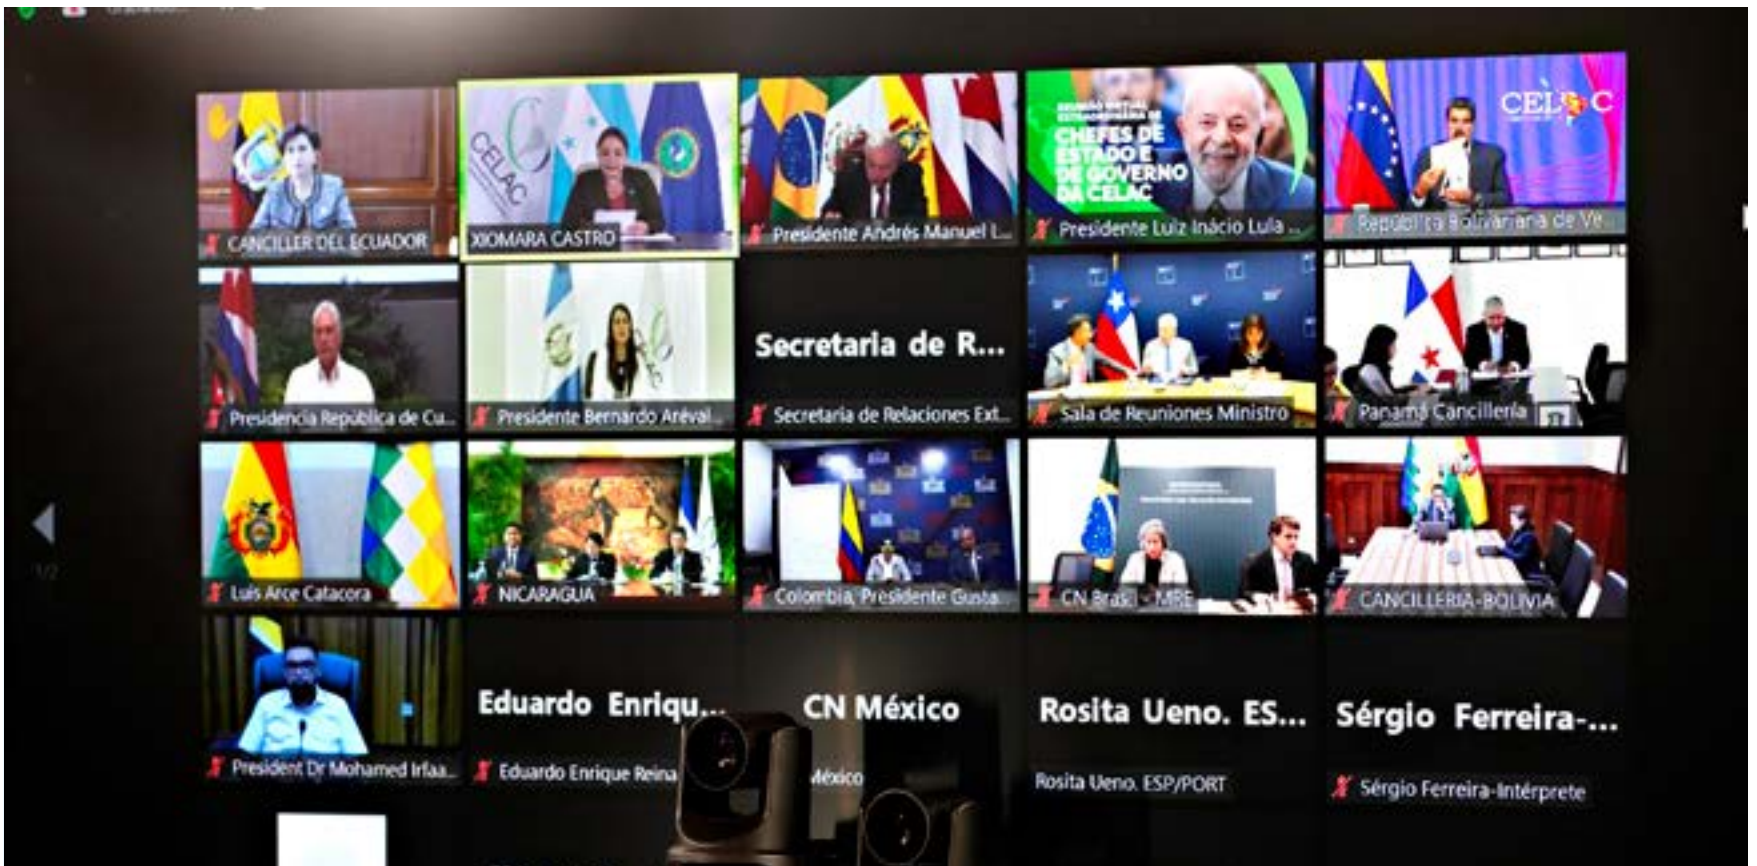 CANCILLER DEL ECUADOR
CELAC
XIOMARA CASTRO
Presidente Andrés Manuel L...
REUNIÃO VIRTUAL
EXTRAORDINÁRIA DE
CHEFES DE
ESTADO E
DE GOVERNO
DA CELAC
Presidente Luiz Inácio Lula ...
CELAC
República Bolivariana de Ve...
Presidencia República de Cu...
CELAC
Presidente Bernardo Aréval...
Secretaria de R...
Secretaria de Relaciones Ext...
Sala de Reuniones Ministro
Panamá Cancillería
Luis Arce Catacora
NICARAGUA
Colombia, Presidente Gusta...
CN Brasil - MRE
CANCILLERIA-BOLIVIA
President Dr Mohamed Irfaa...
Eduardo Enriqu...
Eduardo Enrique Reina
CN México
México
Rosita Ueno. ES...
Rosita Ueno. ESP/PORT
Sérgio Ferreira-...
Sérgio Ferreira-Intérprete
1/2